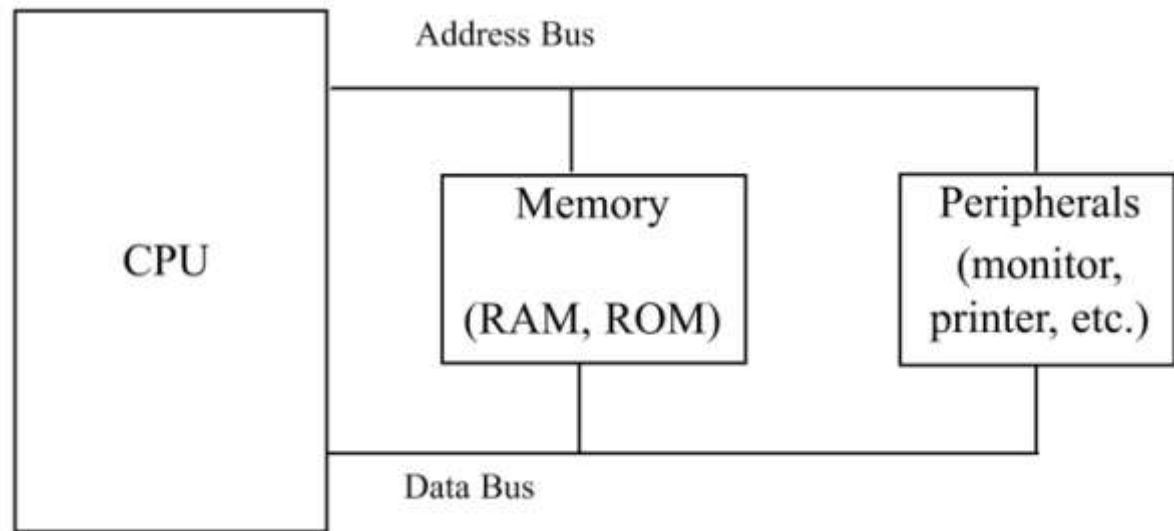 Address Bus
CPU
Memory
(RAM, ROM)
Peripherals
(monitor,
printer, etc.)
Data Bus